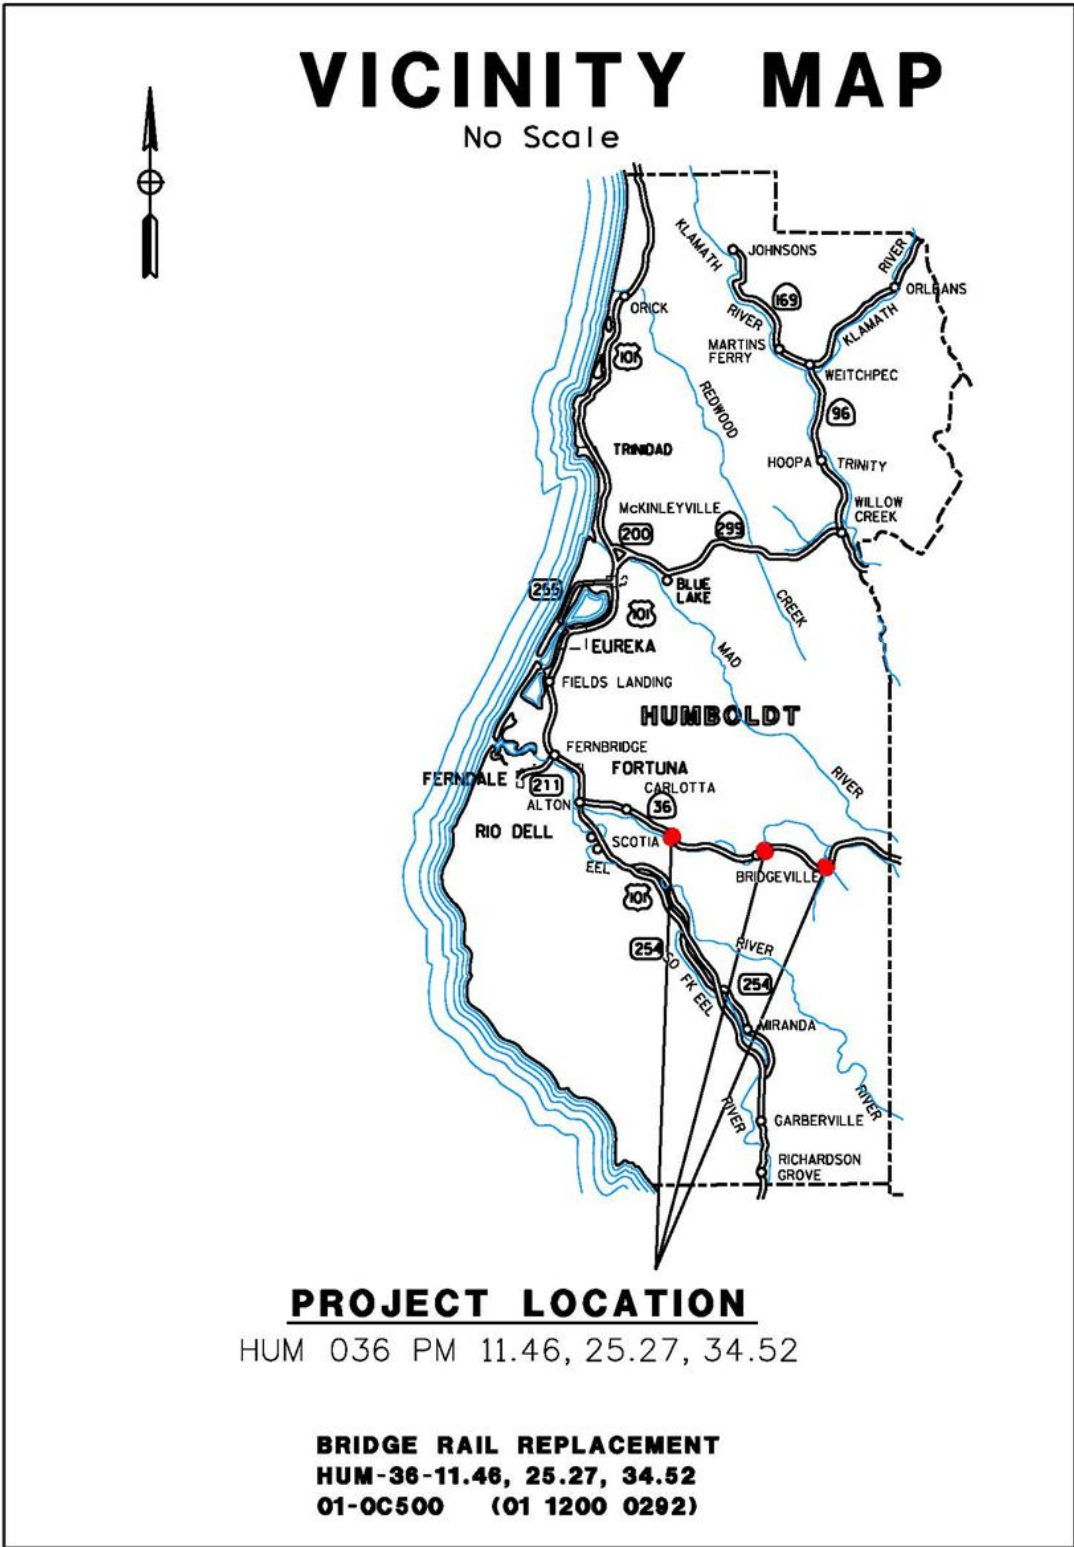 VICINITY MAP
No Scale
KLAMATH
JOHNSONS
RIVER
ORLEANS
169
ORICK
RIVER
KLAMATH
MARTINS
FERRY
101
WEITCHPEC
REDWOOD
96
TRINIDAD
HOOPA
TRINITY
McKINLEYVILLE
WILLOW
CREEK
200
299
255
BLUE
LAKE
CREEK
101
EUREKA
MAD
FIELDS LANDING
HUMBOLDT
FERNBRIDGE
FERNDALE
211
FORTUNA
RIVER
CARLOTTA
ALTON
36
RIO DELL
SCOTIA
EEL
BRIDGEVILLE
101
254
RIVER
SO FK EEL
254
MIRANDA
RIVER
RIVER
GARBERVILLE
RICHARDSON
GROVE
PROJECT LOCATION
HUM 036 PM 11.46, 25.27, 34.52
BRIDGE RAIL REPLACEMENT
HUM-36-11.46, 25.27, 34.52
01-0C500 (01 1200 0292)